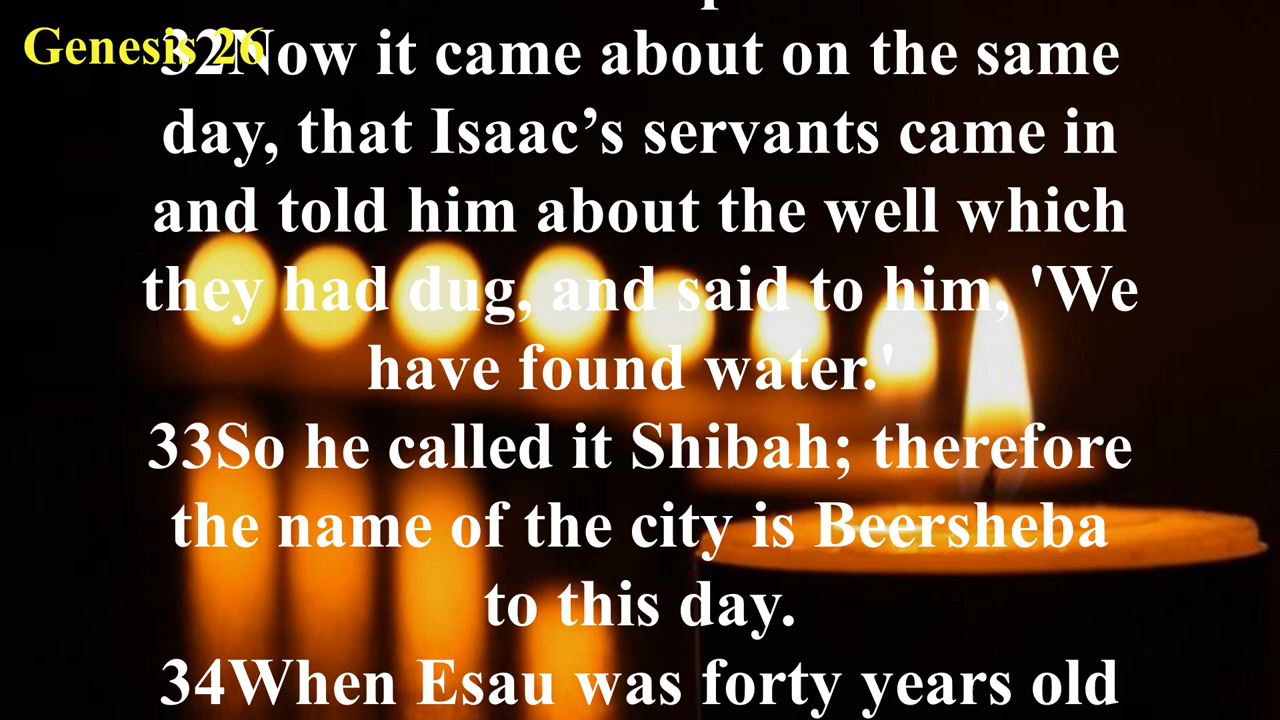 Genesis 26
32Now it came about on the same
day, that Isaac’s servants came in
and told him about the well which
they had dug, and said to him, 'We
have found water.'
33So he called it Shibah; therefore
the name of the city is Beersheba
to this day.
34When Esau was forty years old